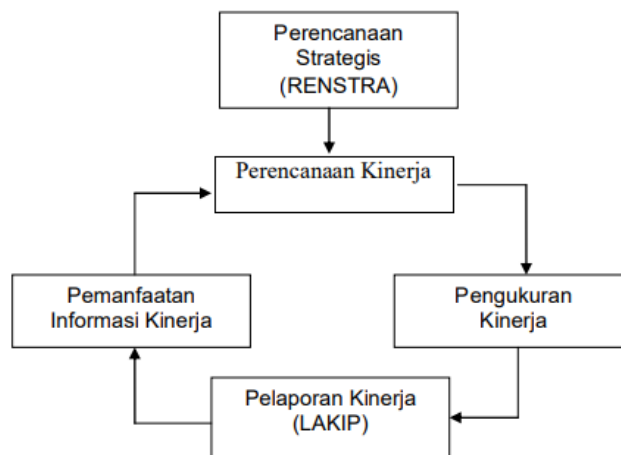 Perencanaan
Strategis
(RENSTRA)
Perencanaan Kinerja
Pemanfaatan
Informasi Kinerja
Pengukuran
Kinerja
Pelaporan Kinerja
(LAKIP)